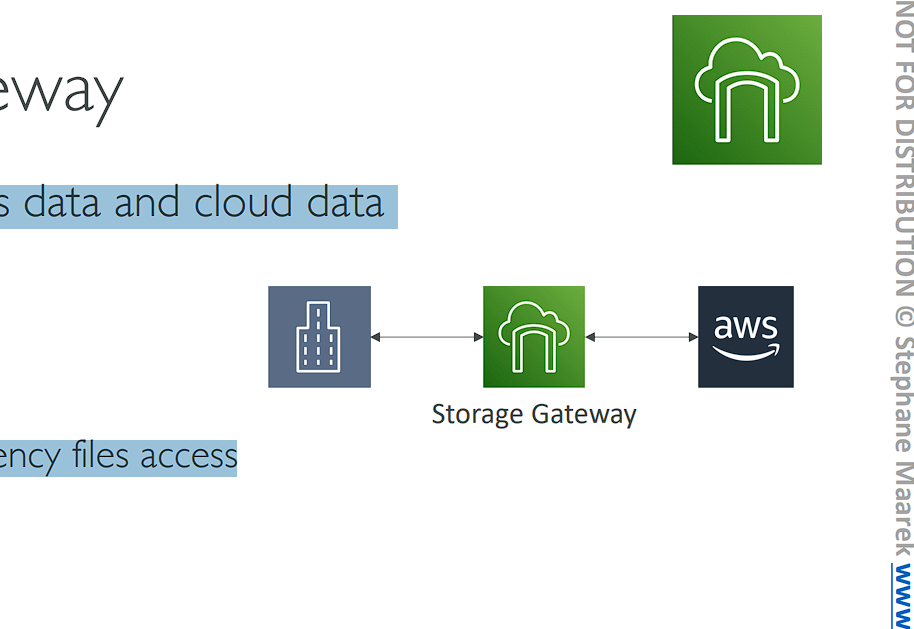 eway
s data and cloud data
aws
Storage Gateway
ency files access
NOT FOR DISTRIBUTION © Stephane Maarek www